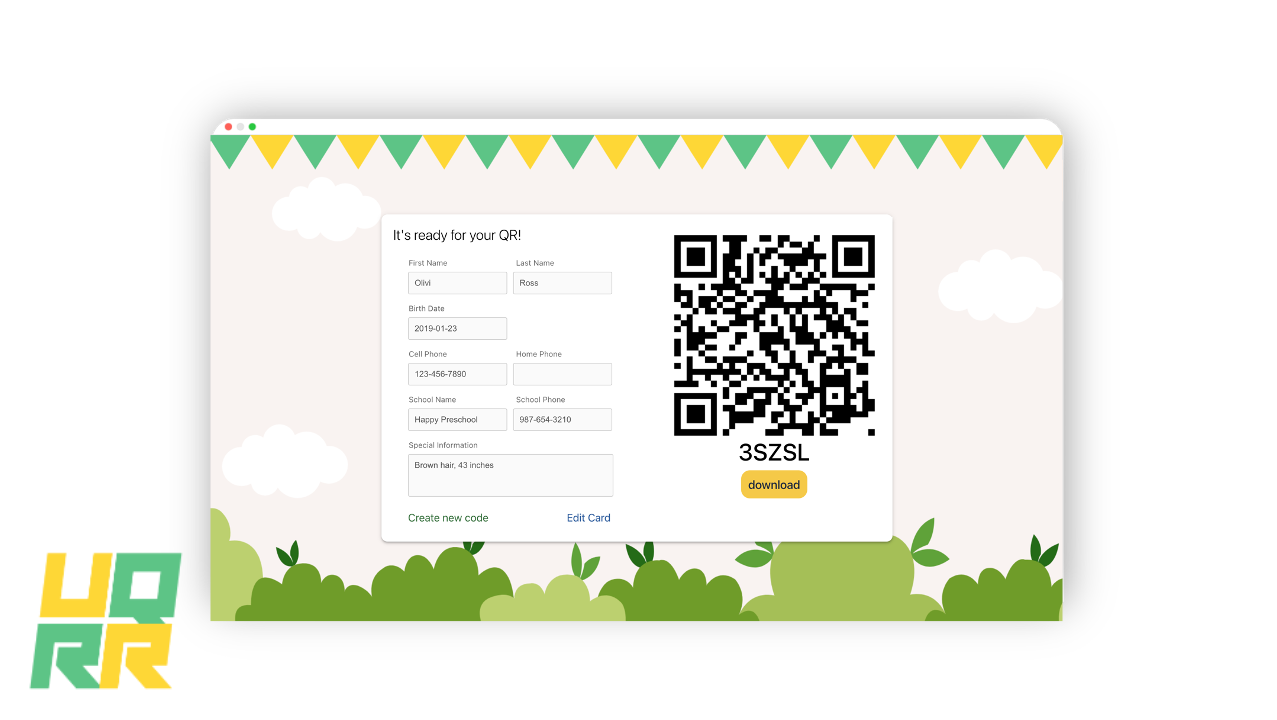 It's ready for your QR!
First Name Last Name
Olivi Ross
Birth Date
2019-01-23
Cell Phone Home Phone
123-456-7890
School Name School Phone
Happy Preschool 987-654-3210
Special Information
Brown hair, 43 inches
Create new code Edit Card
3SZSL
download
UQ
RR